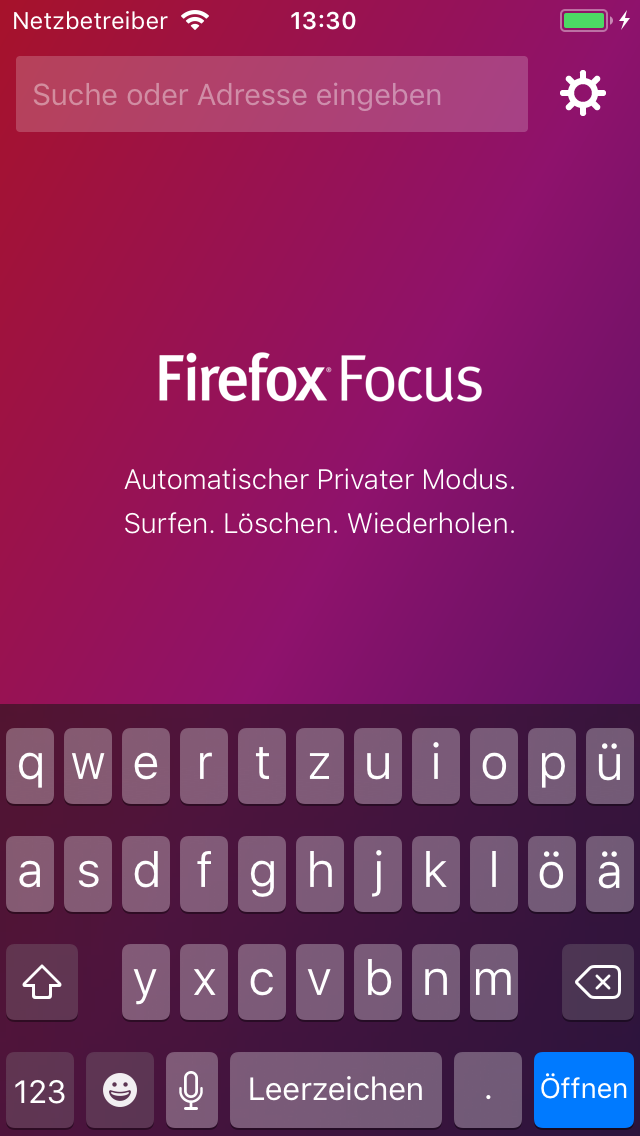 Netzbetreiber 13:30
Suche oder Adresse eingeben
Firefox® Focus
Automatischer Privater Modus.
Surfen. Löschen. Wiederholen.
q w e r t z u i o p ü
a s d f g h j k l ö ä
y x c v b n m
123 Leerzeichen . Öffnen